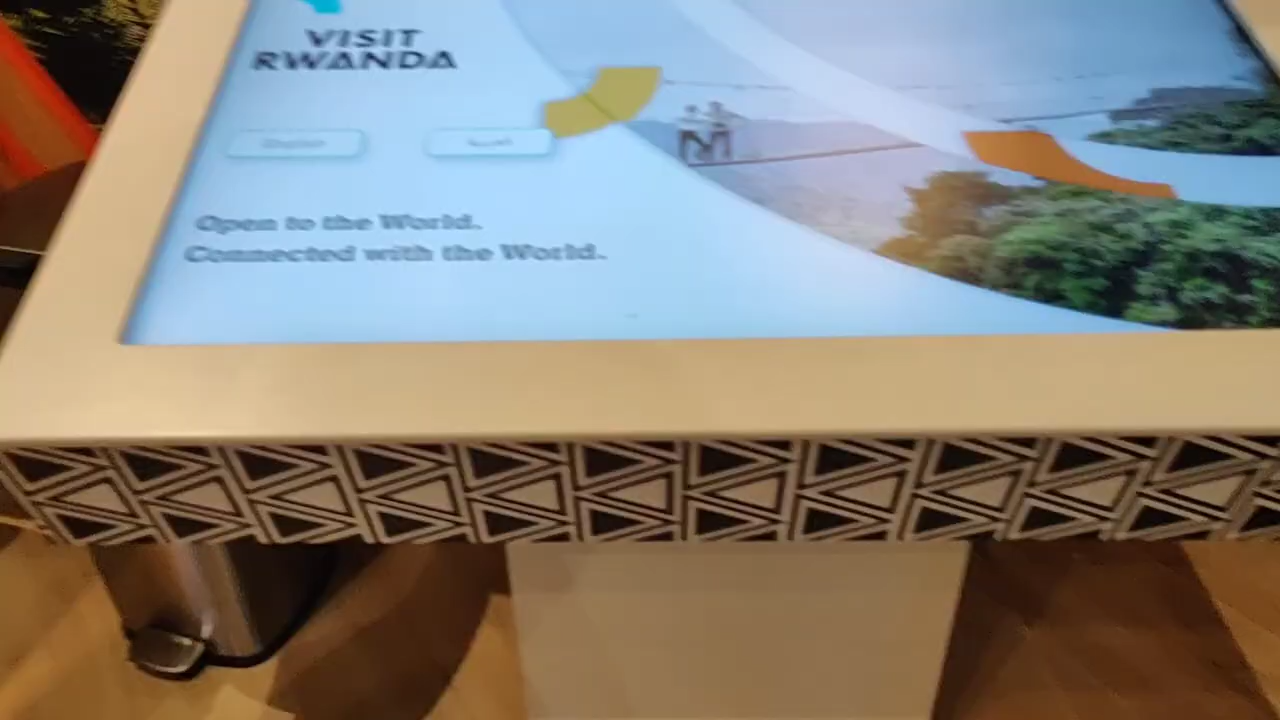 VISIT
RWANDA
Open to the World.
Connected with the World.